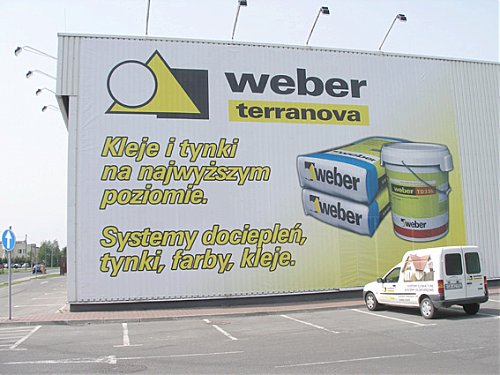 weber
terranova
Kleje i tynki
na najwyższym
poziomie.
Systemy dociepleń,
tynki, farby, kleje.
weber
weber
weber